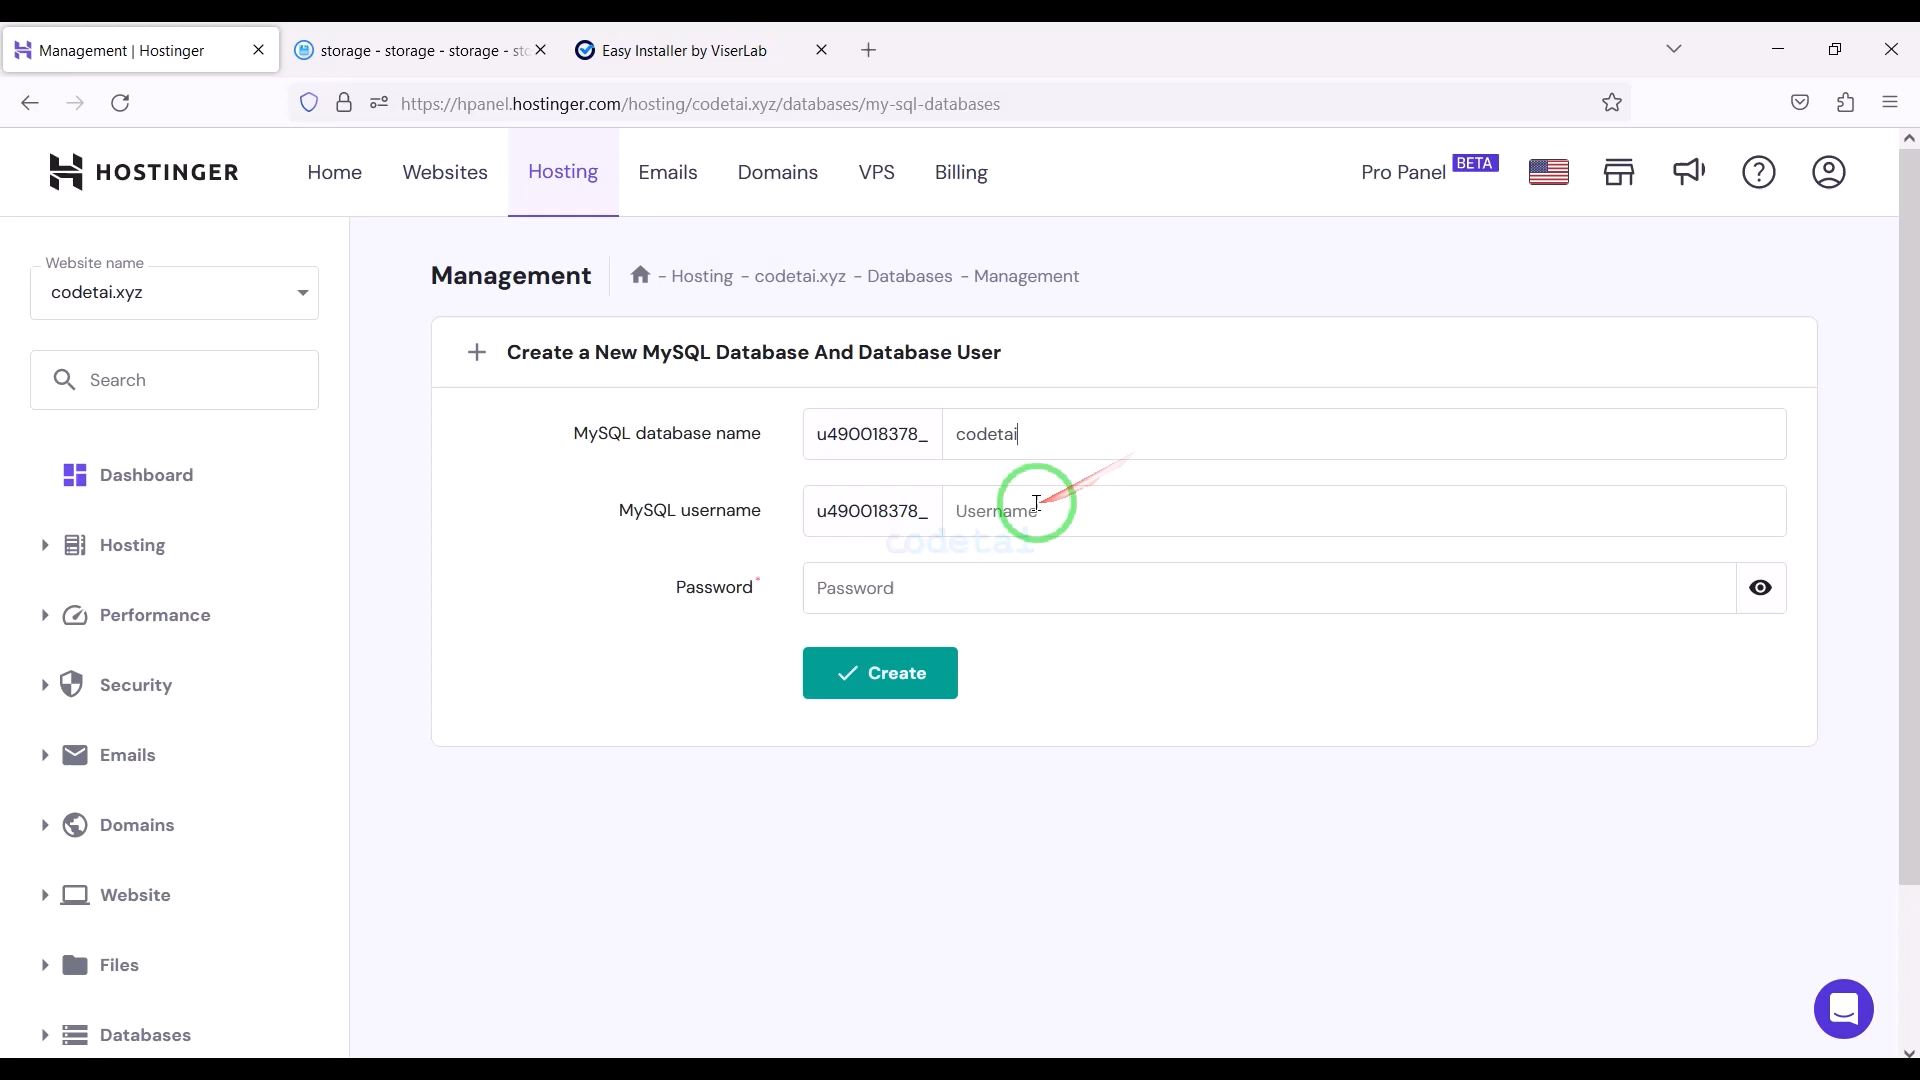 Management | Hostinger
storage - storage - storage - sto
Easy Installer by ViserLab
https://hpanel.hostinger.com/hosting/codetai.xyz/databases/my-sql-databases
HOSTINGER
Home
Websites
Hosting
Emails
Domains
VPS
Billing
Pro Panel BETA
Website name
codetai.xyz
Search
Dashboard
Hosting
Performance
Security
Emails
Domains
Website
Files
Databases
Management
- Hosting - codetai.xyz - Databases - Management
Create a New MySQL Database And Database User
MySQL database name
u490018378_ codetai
MySQL username
u490018378_ Username
codetai
Password*
Password
Create